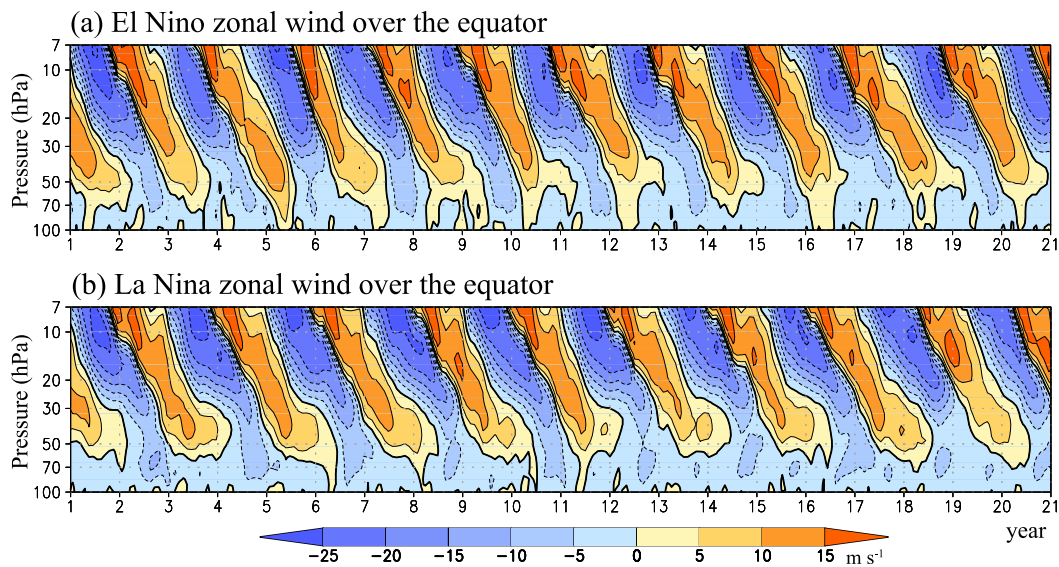 (a) El Nino zonal wind over the equator
Pressure (hPa)
7
10
20
30
50
70
100
1 2 3 4 5 6 7 8 9 10 11 12 13 14 15 16 17 18 19 20 21
(b) La Nina zonal wind over the equator
Pressure (hPa)
7
10
20
30
50
70
100
1 2 3 4 5 6 7 8 9 10 11 12 13 14 15 16 17 18 19 20 21
year
−25 −20 −15 −10 −5 0 5 10 15 m s⁻¹